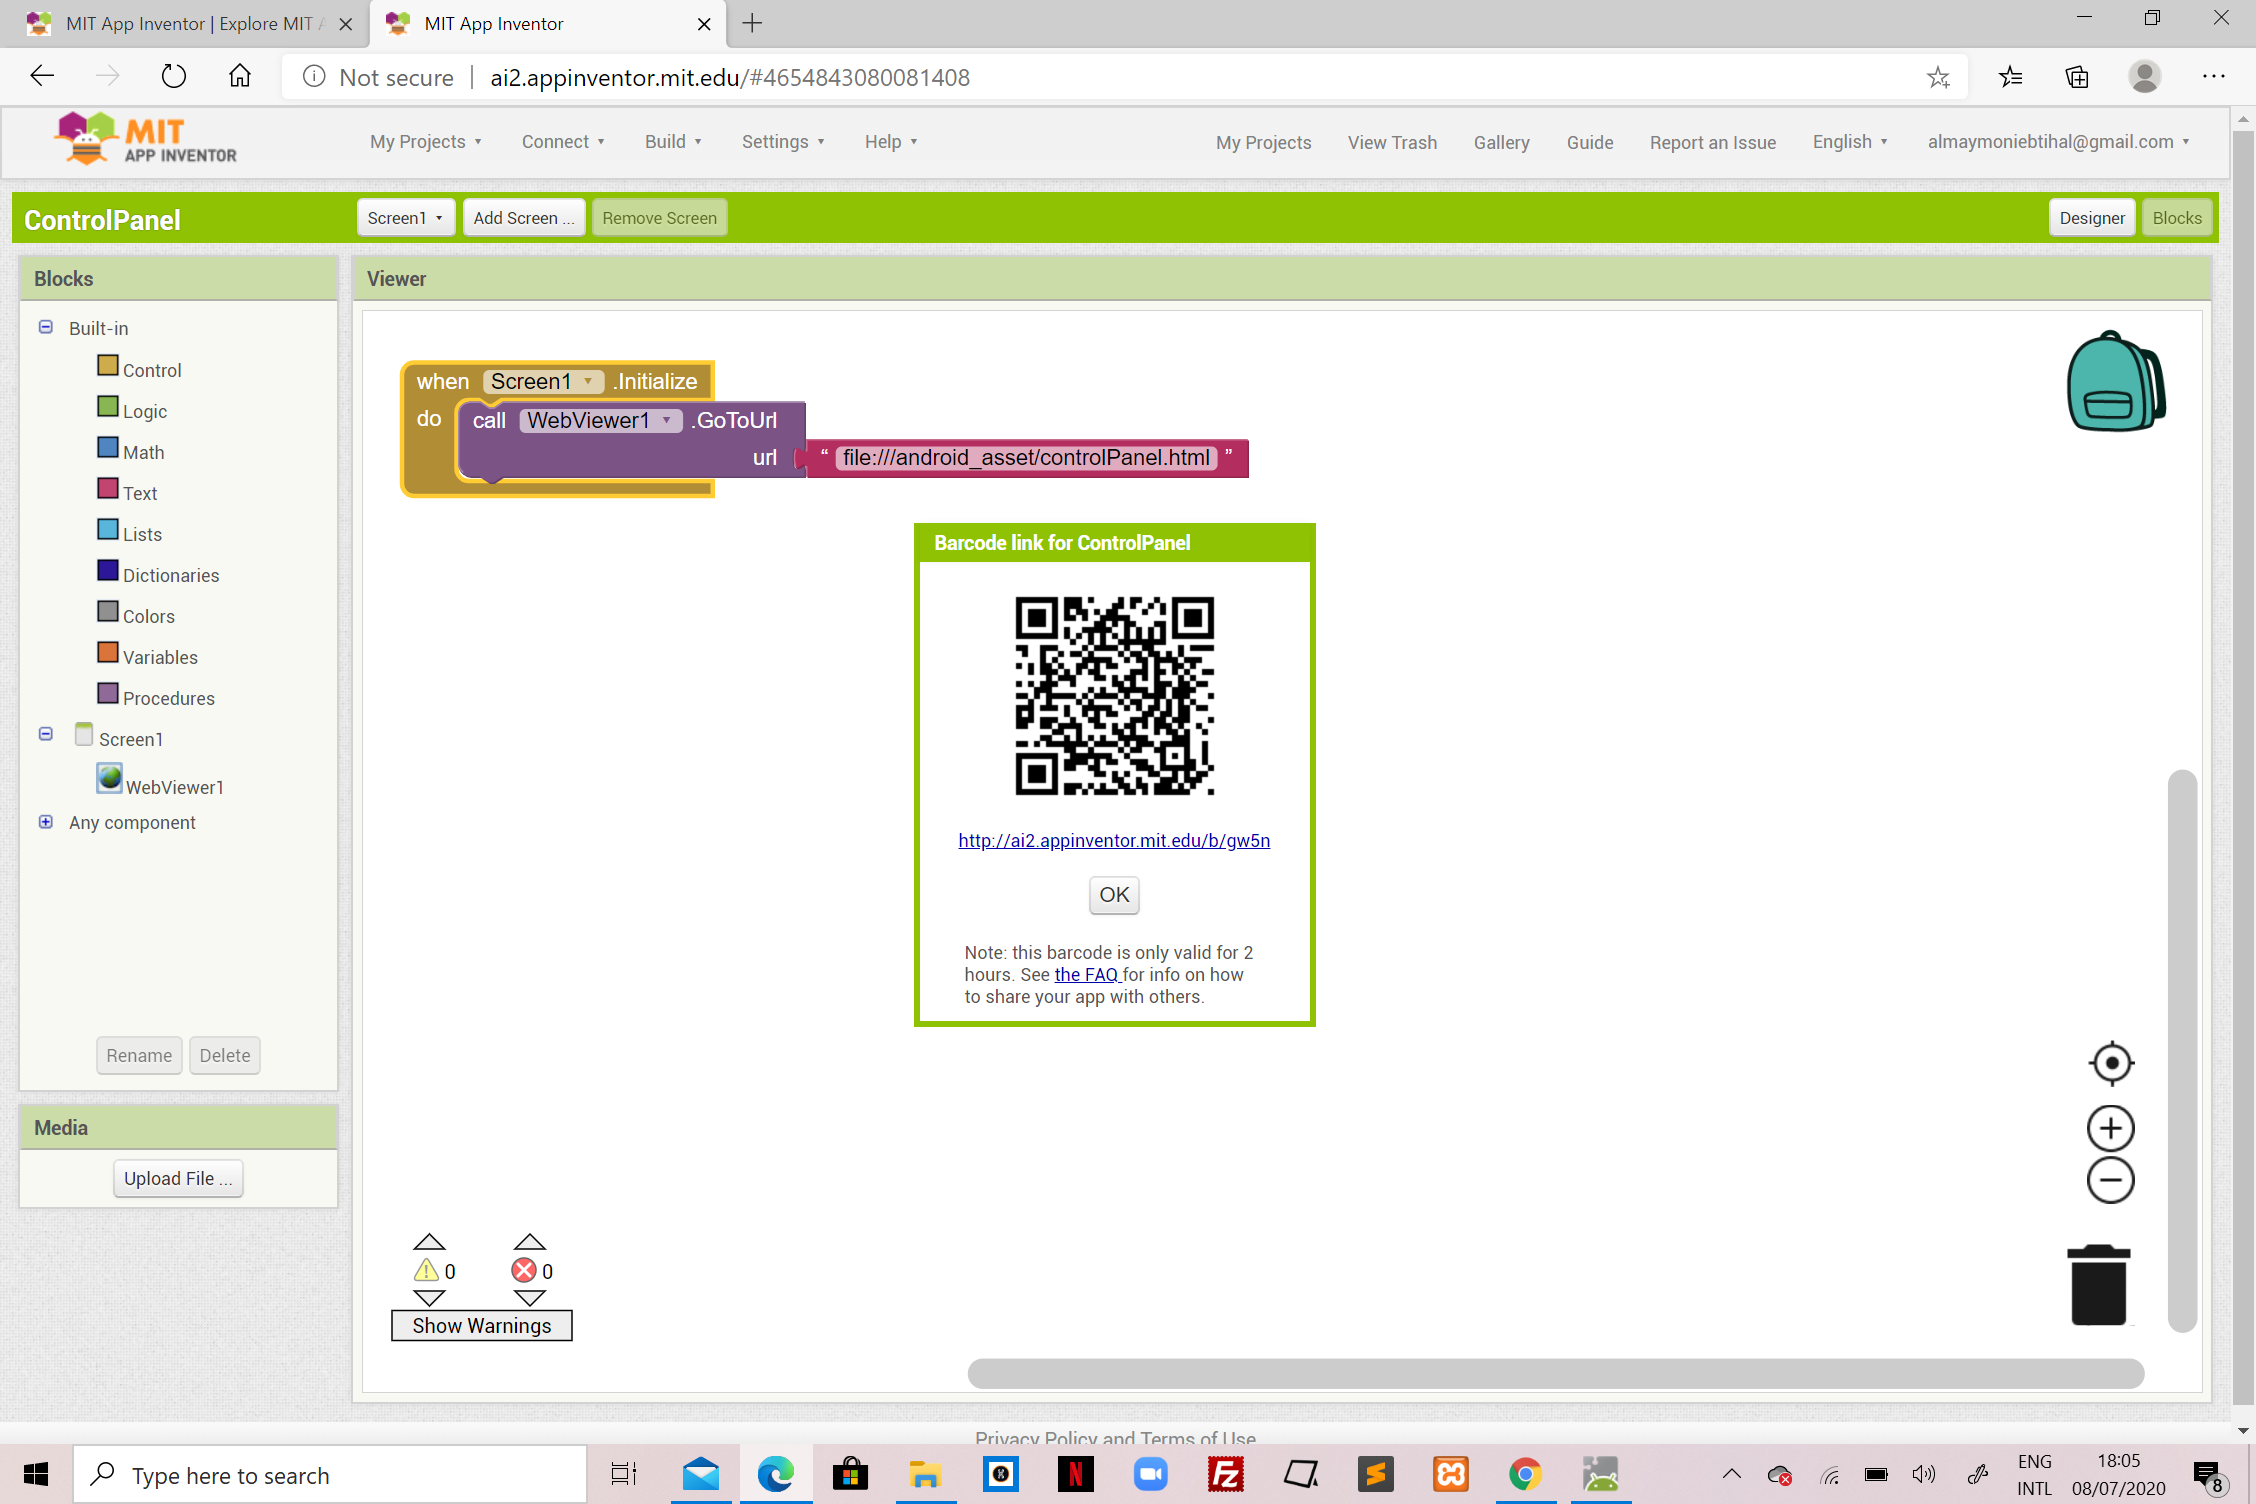 MIT App Inventor | Explore MIT A
MIT App Inventor
Not secure
ai2.appinventor.mit.edu/#4654843080081408
MIT
APP INVENTOR
My Projects
Connect
Build
Settings
Help
My Projects
View Trash
Gallery
Guide
Report an Issue
English
almaymoniebtihal@gmail.com
ControlPanel
Screen1
Add Screen ...
Remove Screen
Designer
Blocks
Blocks
Built-in
Control
Logic
Math
Text
Lists
Dictionaries
Colors
Variables
Procedures
Screen1
WebViewer1
Any component
Rename
Delete
Media
Upload File ...
Viewer
when Screen1 .Initialize
do call WebViewer1 .GoToUrl
url “ file:///android_asset/controlPanel.html ”
Barcode link for ControlPanel
http://ai2.appinventor.mit.edu/b/gw5n
OK
Note: this barcode is only valid for 2
hours. See the FAQ for info on how
to share your app with others.
0
0
Show Warnings
Privacy Policy and Terms of Use
Type here to search
ENG
INTL
18:05
08/07/2020
8